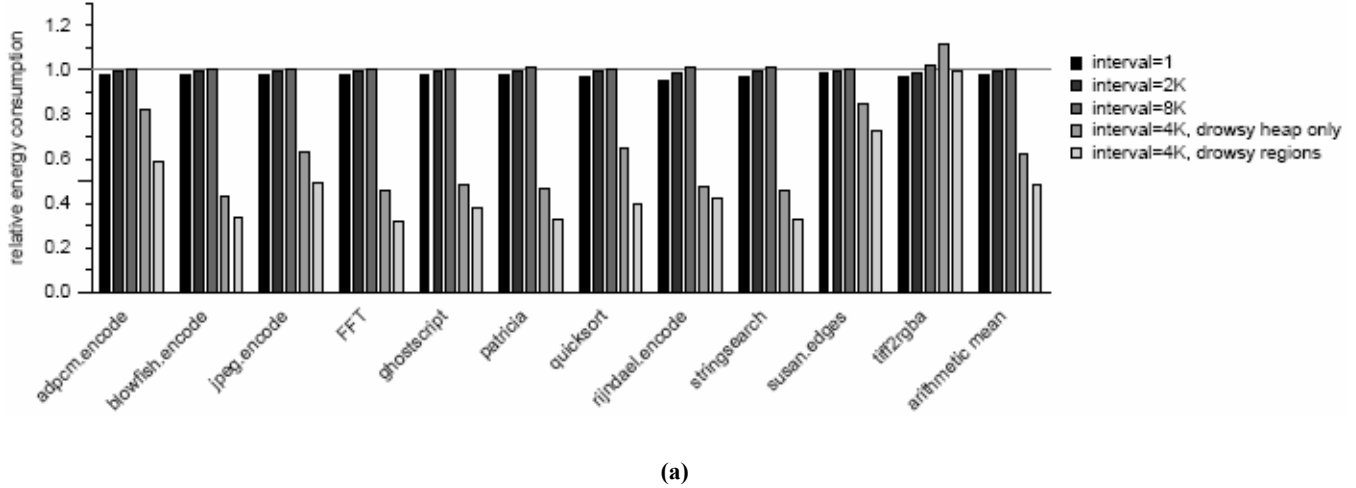 relative energy consumption
1.2
1.0
0.8
0.6
0.4
0.2
0.0
adpcm.encode
blowfish.encode
jpeg.encode
FFT
ghostscript
patricia
quicksort
rijndael.encode
stringsearch
susan.edges
tiff2rgba
arithmetic mean
interval=1
interval=2K
interval=8K
interval=4K, drowsy heap only
interval=4K, drowsy regions
(a)